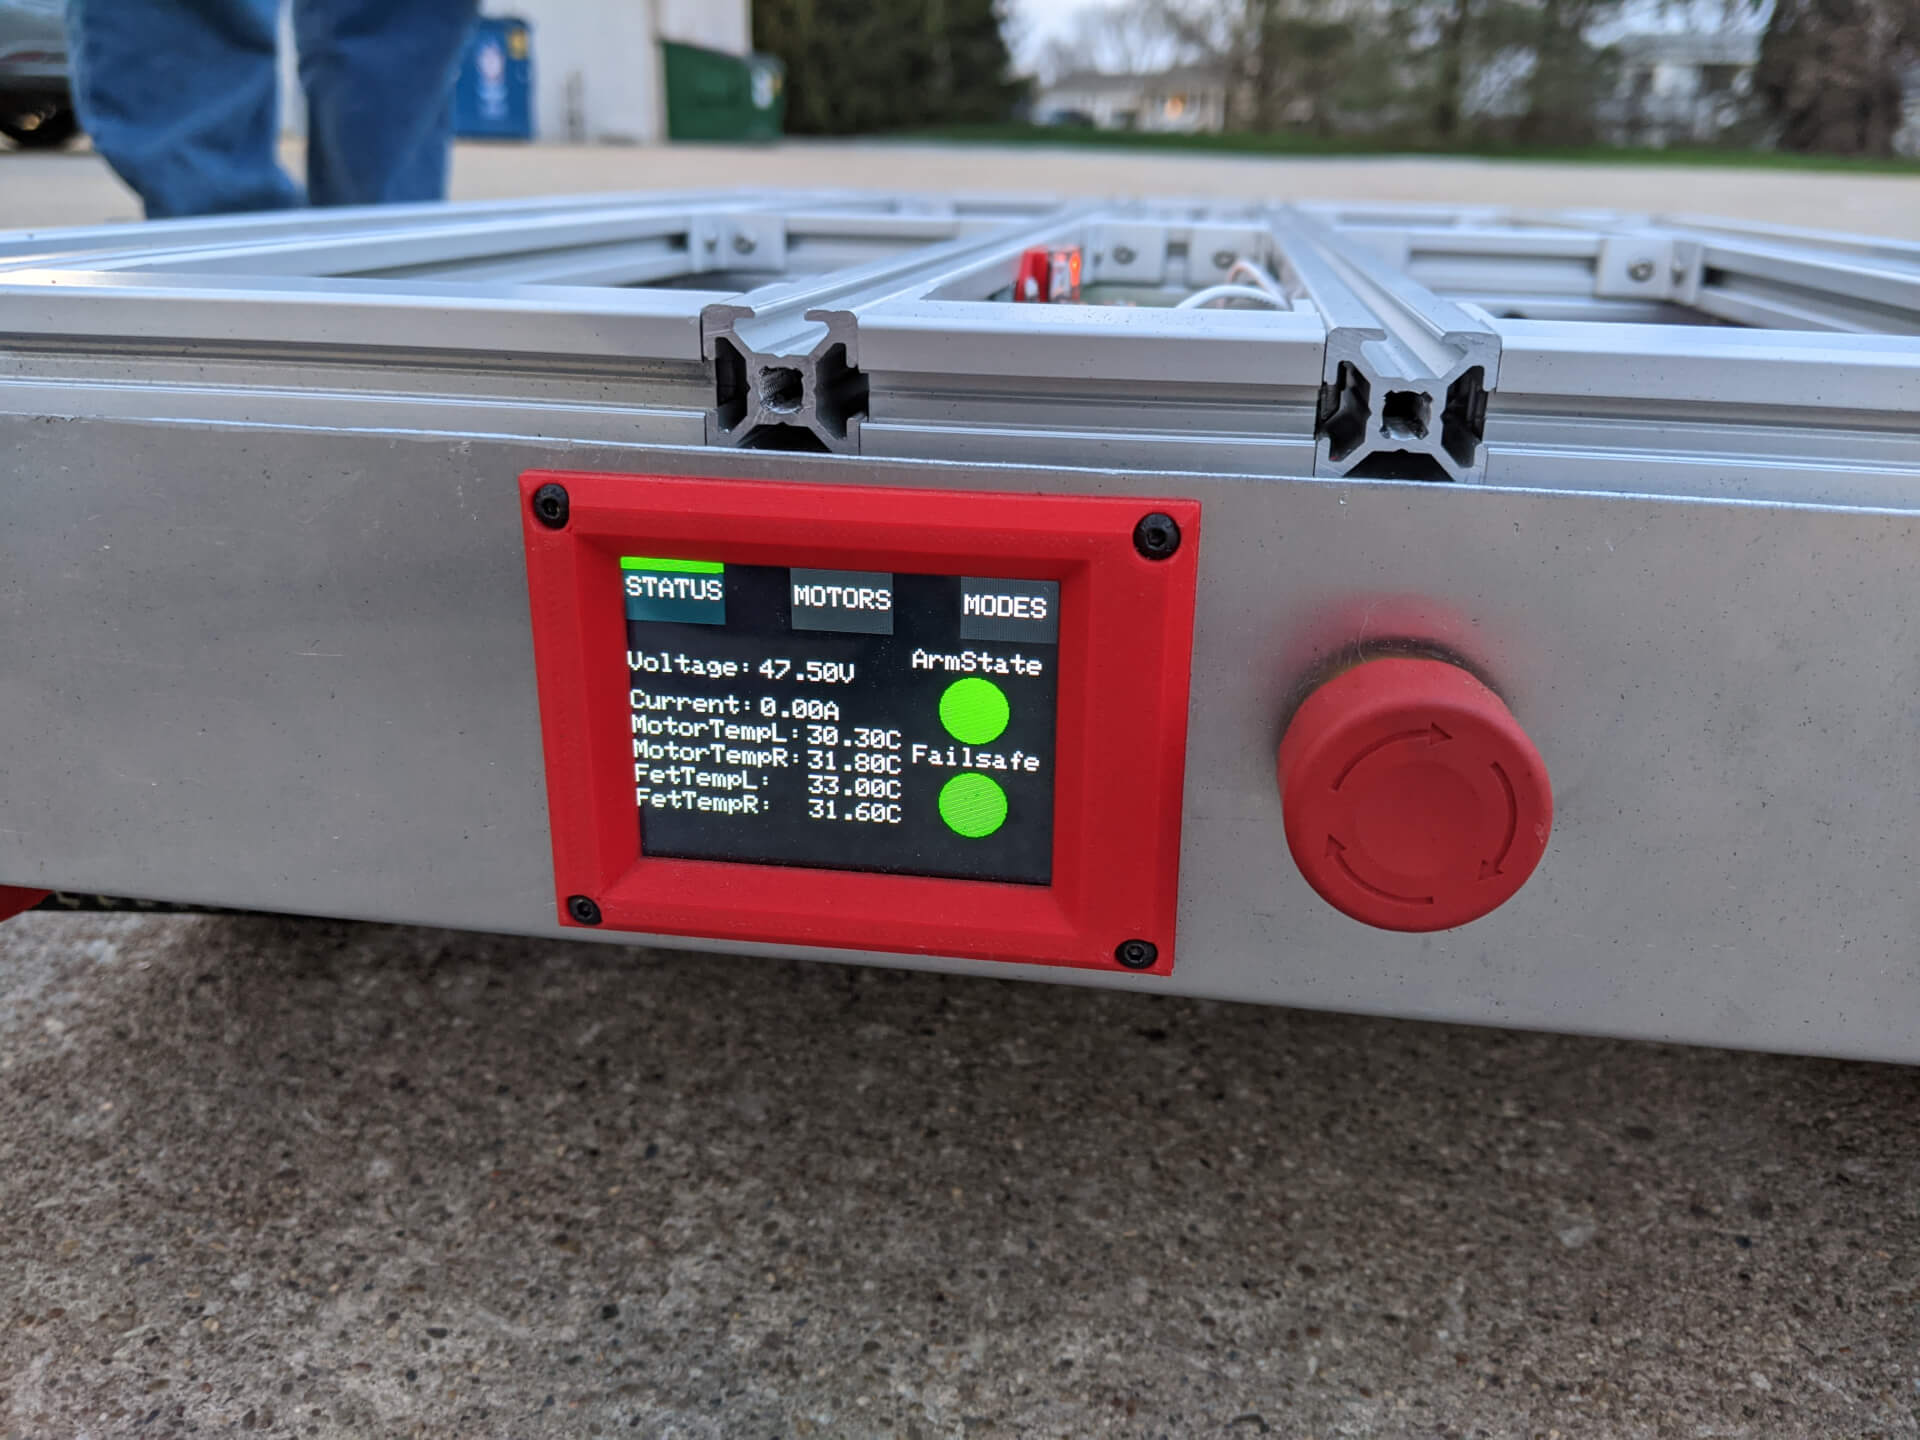 STATUS MOTORS MODES
Voltage: 47.50V
Current: 0.00A
MotorTempL: 30.30C
MotorTempR: 31.80C
FetTempL: 33.00C
FetTempR: 31.60C
ArmState
Failsafe